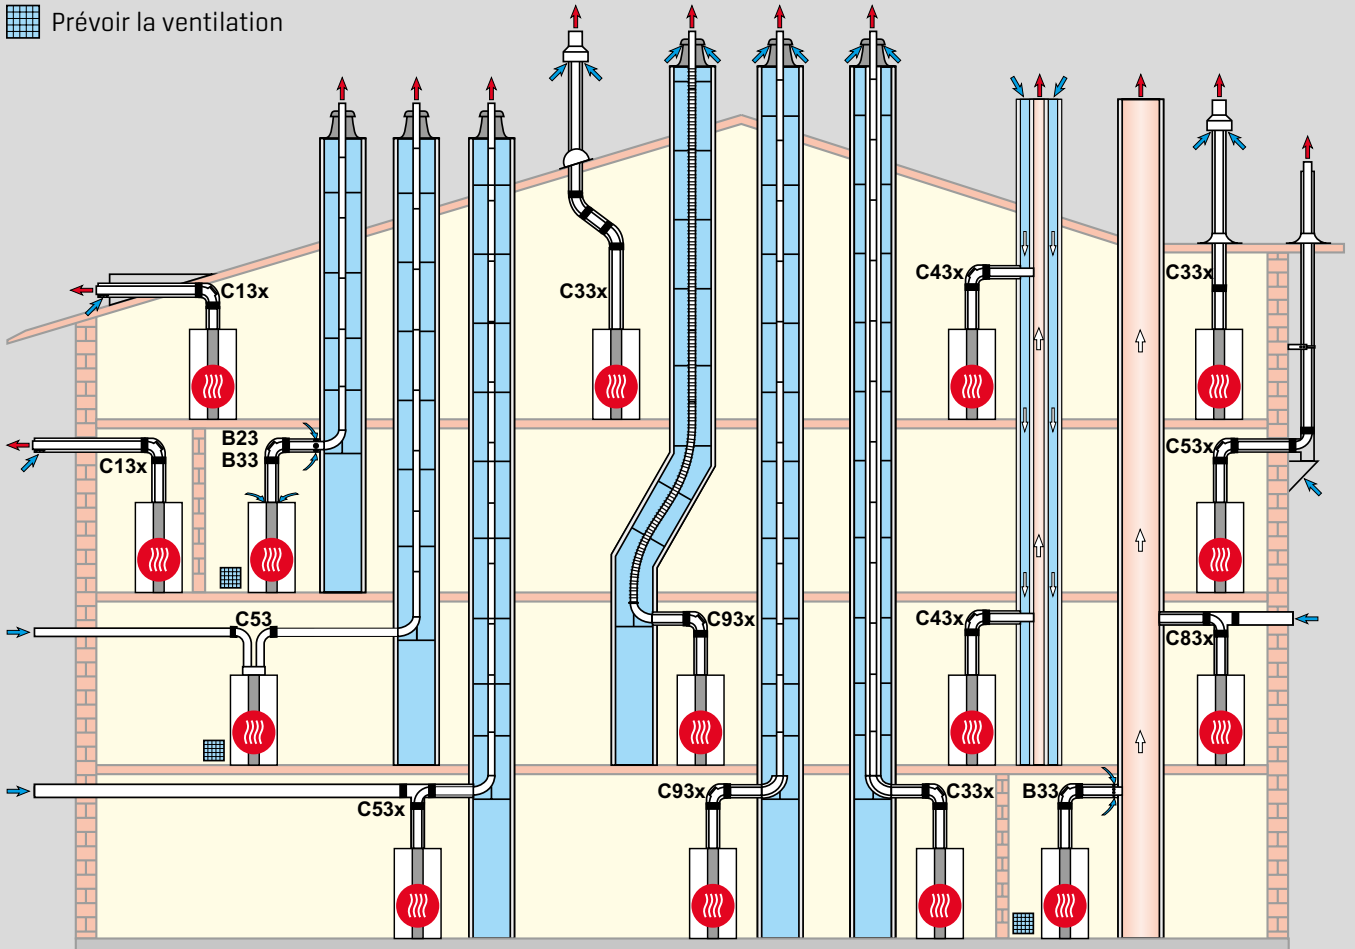 Prévoir la ventilation
C13x
C33x
C43x
C33x
B23
B33
C13x
C53x
C53
C93x
C43x
C83x
C53x
C93x
C33x
B33